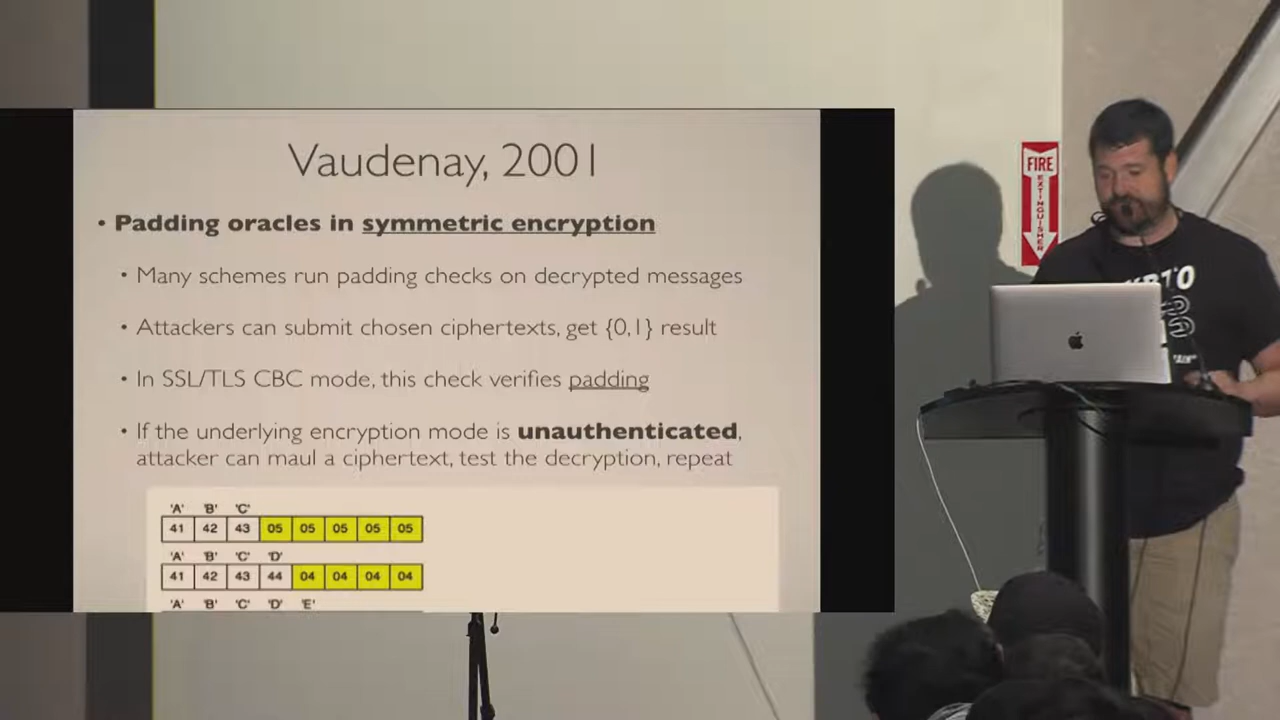 Vaudenay, 2001
• Padding oracles in symmetric encryption
• Many schemes run padding checks on decrypted messages
• Attackers can submit chosen ciphertexts, get {0,1} result
• In SSL/TLS CBC mode, this check verifies padding
• If the underlying encryption mode is unauthenticated,
attacker can maul a ciphertext, test the decryption, repeat
'A' 'B' 'C'
41 42 43 05 05 05 05 05
'A' 'B' 'C' 'D'
41 42 43 44 04 04 04 04
'A' 'B' 'C' 'D' 'E'
FIRE
EXTINGUISHER